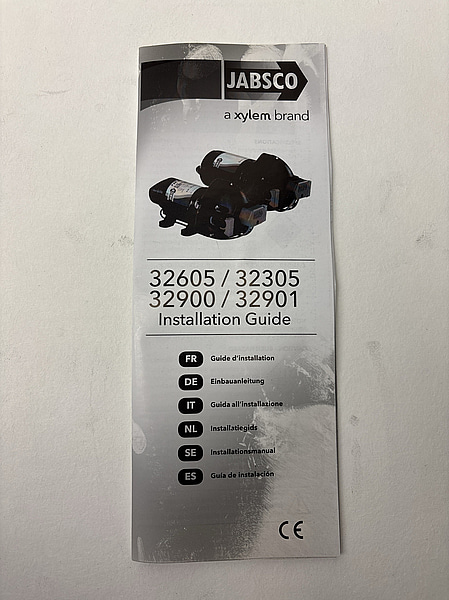 JABSCO
a xylem brand
32605 / 32305
32900 / 32901
Installation Guide
FR Guide d'installation
DE Einbauanleitung
IT Guida all'installazione
NL Installatiegids
SE Installationsmanual
ES Guía de instalación
CE